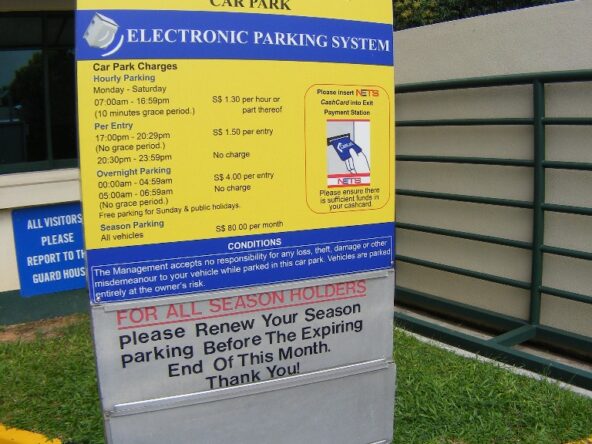 CAR PARK
ELECTRONIC PARKING SYSTEM
Car Park Charges
Hourly Parking
Monday - Saturday
07:00am - 16:59pm S$ 1.30 per hour or
(10 minutes grace period.) part thereof
Per Entry
17:00pm - 20:29pm S$ 1.50 per entry
(No grace period.)
20:30pm - 23:59pm No charge
Overnight Parking
00:00am - 04:59am S$ 4.00 per entry
05:00am - 06:59am No charge
(No grace period.)
Free parking for Sunday & public holidays.
Season Parking
All vehicles S$ 80.00 per month
Please insert NETS
CashCard into Exit
Payment Station
NETS
Please ensure there
is sufficient funds in
your cashcard.
CONDITIONS
The Management accepts no responsibility for any loss, theft, damage or other
misdemeanour to your vehicle while parked in this car park. Vehicles are parked
entirely at the owner's risk.
FOR ALL SEASON HOLDERS
Please Renew Your Season
Parking Before The Expiring
End Of This Month.
Thank You!
ALL VISITORS
PLEASE
REPORT TO TH
GUARD HOUS